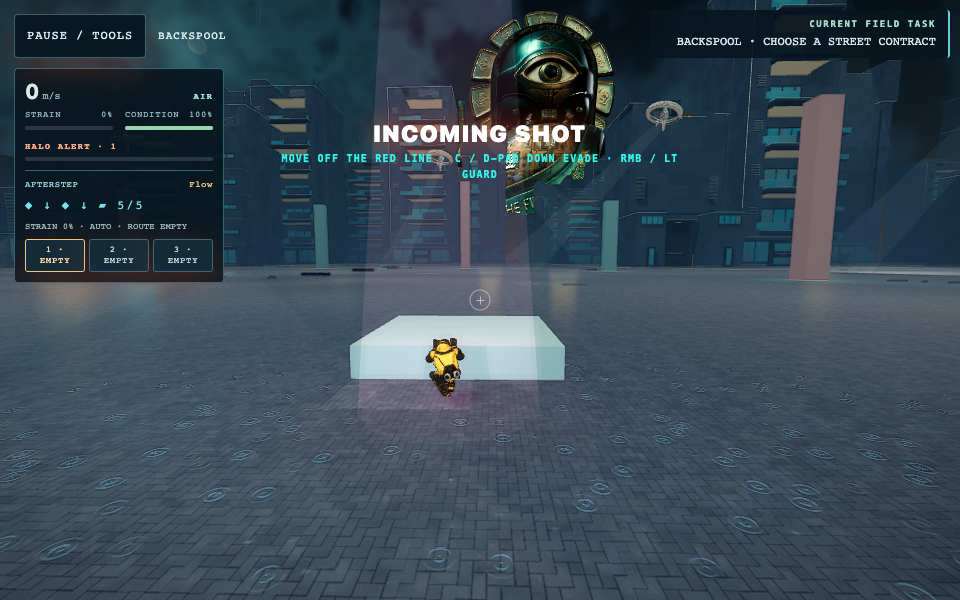 PAUSE / TOOLS
BACKSPOOL
CURRENT FIELD TASK
BACKSPOOL · CHOOSE A STREET CONTRACT
0 m/s
AIR
STRAIN 0%
CONDITION 100%
HALO ALERT · 1
AFTERSTEP
Flow
5/5
STRAIN 0% · AUTO · ROUTE EMPTY
1 · EMPTY
2 · EMPTY
3 · EMPTY
INCOMING SHOT
MOVE OFF THE RED LINE · C / D-PAD DOWN EVADE · RMB / LT
GUARD